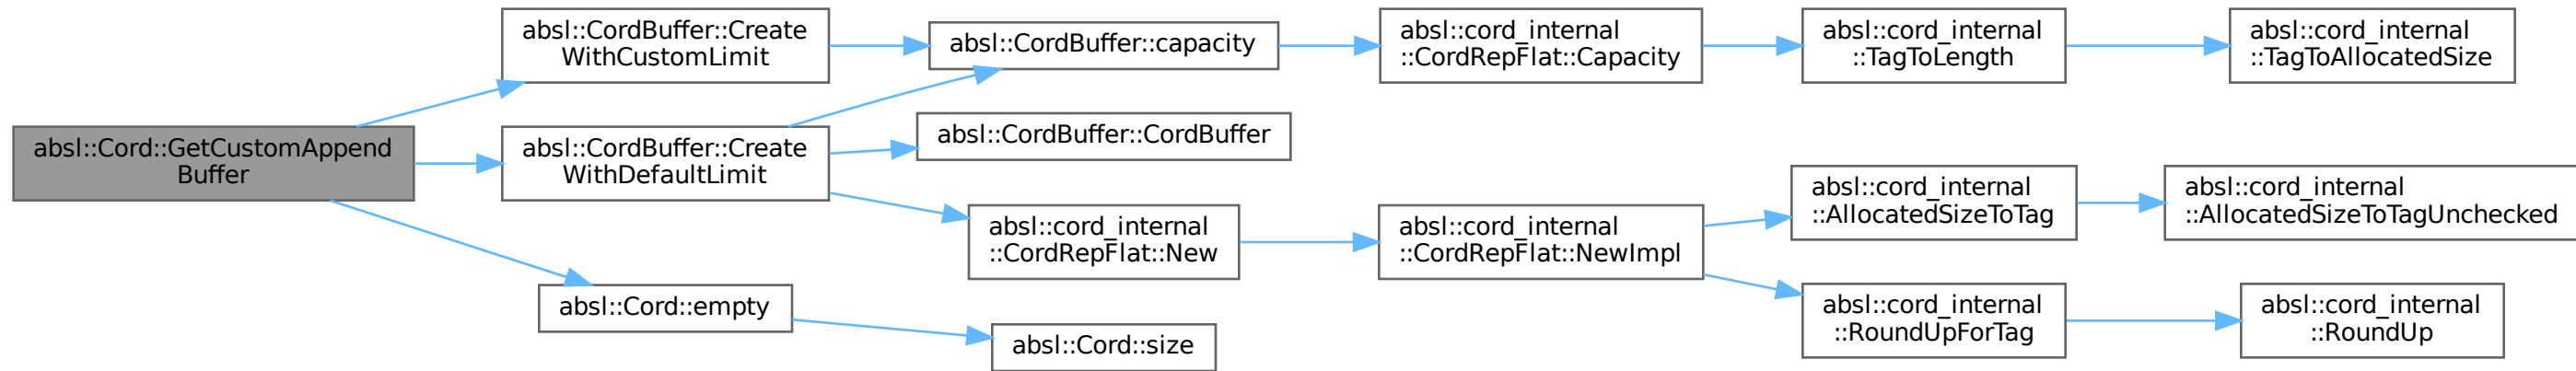 absl::Cord::GetCustomAppend
Buffer
absl::CordBuffer::Create
WithCustomLimit
absl::CordBuffer::Create
WithDefaultLimit
absl::Cord::empty
absl::CordBuffer::capacity
absl::CordBuffer::CordBuffer
absl::cord_internal
::CordRepFlat::New
absl::Cord::size
absl::cord_internal
::CordRepFlat::Capacity
absl::cord_internal
::CordRepFlat::NewImpl
absl::cord_internal
::TagToLength
absl::cord_internal
::AllocatedSizeToTag
absl::cord_internal
::RoundUpForTag
absl::cord_internal
::TagToAllocatedSize
absl::cord_internal
::AllocatedSizeToTagUnchecked
absl::cord_internal
::RoundUp